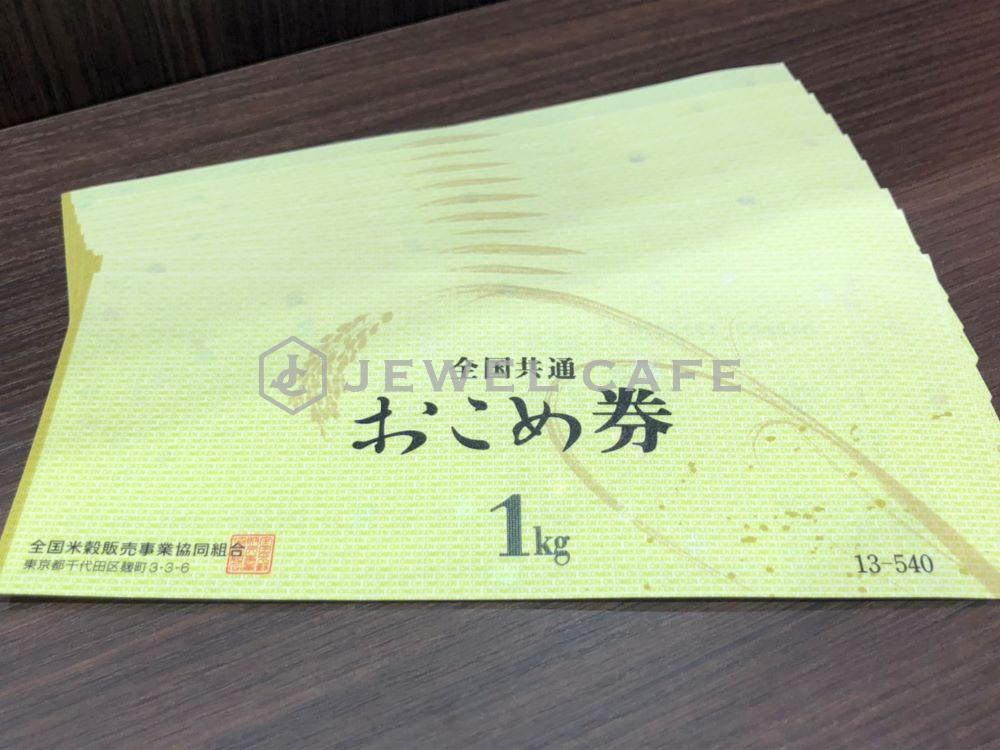 JEWEL CAFE
全国共通
おこめ券
1kg
全国米穀販売事業協同組合
東京都千代田区麹町3-3-6
13-540